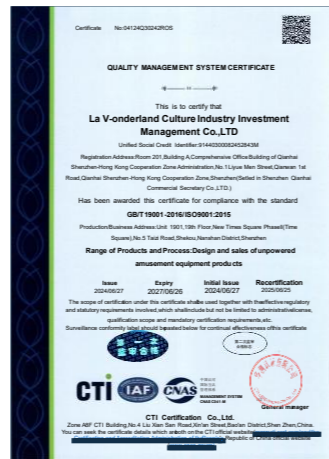 Certificate No:04124Q30242ROS
QUALITY MANAGEMENT SYSTEM CERTIFICATE
This is to certify that
La V-onderland Culture Industry Investment
Management Co.,LTD
Unified Social Credit Identifier:91440300082452843M
Registration Address:Room 201,Building A,Comprehensive Office Building of Qianhai
Shenzhen-Hong Kong Cooperation Zone Administration,No.1 Liyue Men Street,Qianwan 1st
Road,Qianhai Shenzhen-Hong Kong Cooperation Zone,Shenzhen(Settled in Shenzhen Qianhai
Commercial Secretary Co.,LTD.)
Has been awarded this certificate for compliance with the standard
GB/T19001-2016/ISO9001:2015
Production/Business Address:Unit 1901,19th Floor,New Times Square PhaseII(Time
Square),No.5 Taizi Road,Shekou,Nanshan District,Shenzhen
Range of Products and Process:Design and sales of unpowered
amusement equipment products
Issue Expiry Initial Issue Recertification
2024/06/27 2027/06/26 2024/06/27 2025/06/25
The scope of certification under this certificate shall be used together with the effective regulatory
and statutory requirements involved,which shall include but not be limited to administrative license,
qualification scope and mandatory certification requirements,etc.
Surveillance conformity label should be pasted below for continual effectiveness of this certificate
CTI IAF CNAS
MANAGEMENT SYSTEM
General manager
CTI Certification Co.,Ltd.
Zone A8F CTI Building,No.4 Liu Xian San Road,Xin'an Street,Bao'an District,Shen Zhen,China.
You can seek the certificate details which are both on the CTI official website
Republic of China official website